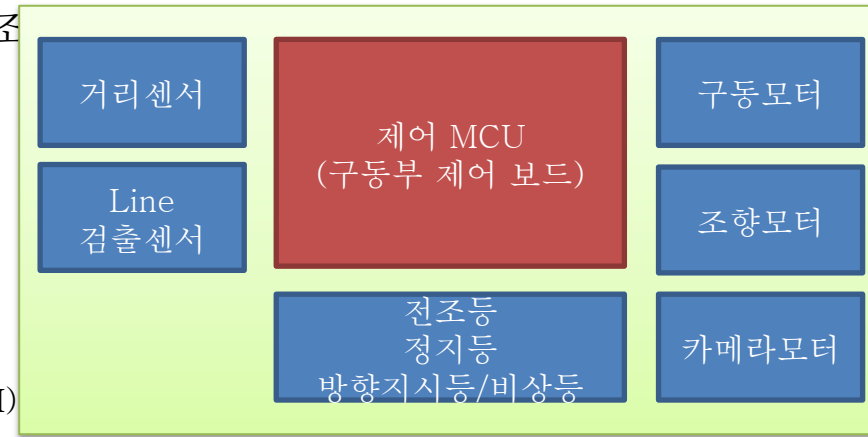 조
거리센서
Line
검출센서
제어 MCU
(구동부 제어 보드)
전조등
정지등
방향지시등/비상등
구동모터
조향모터
카메라모터
)